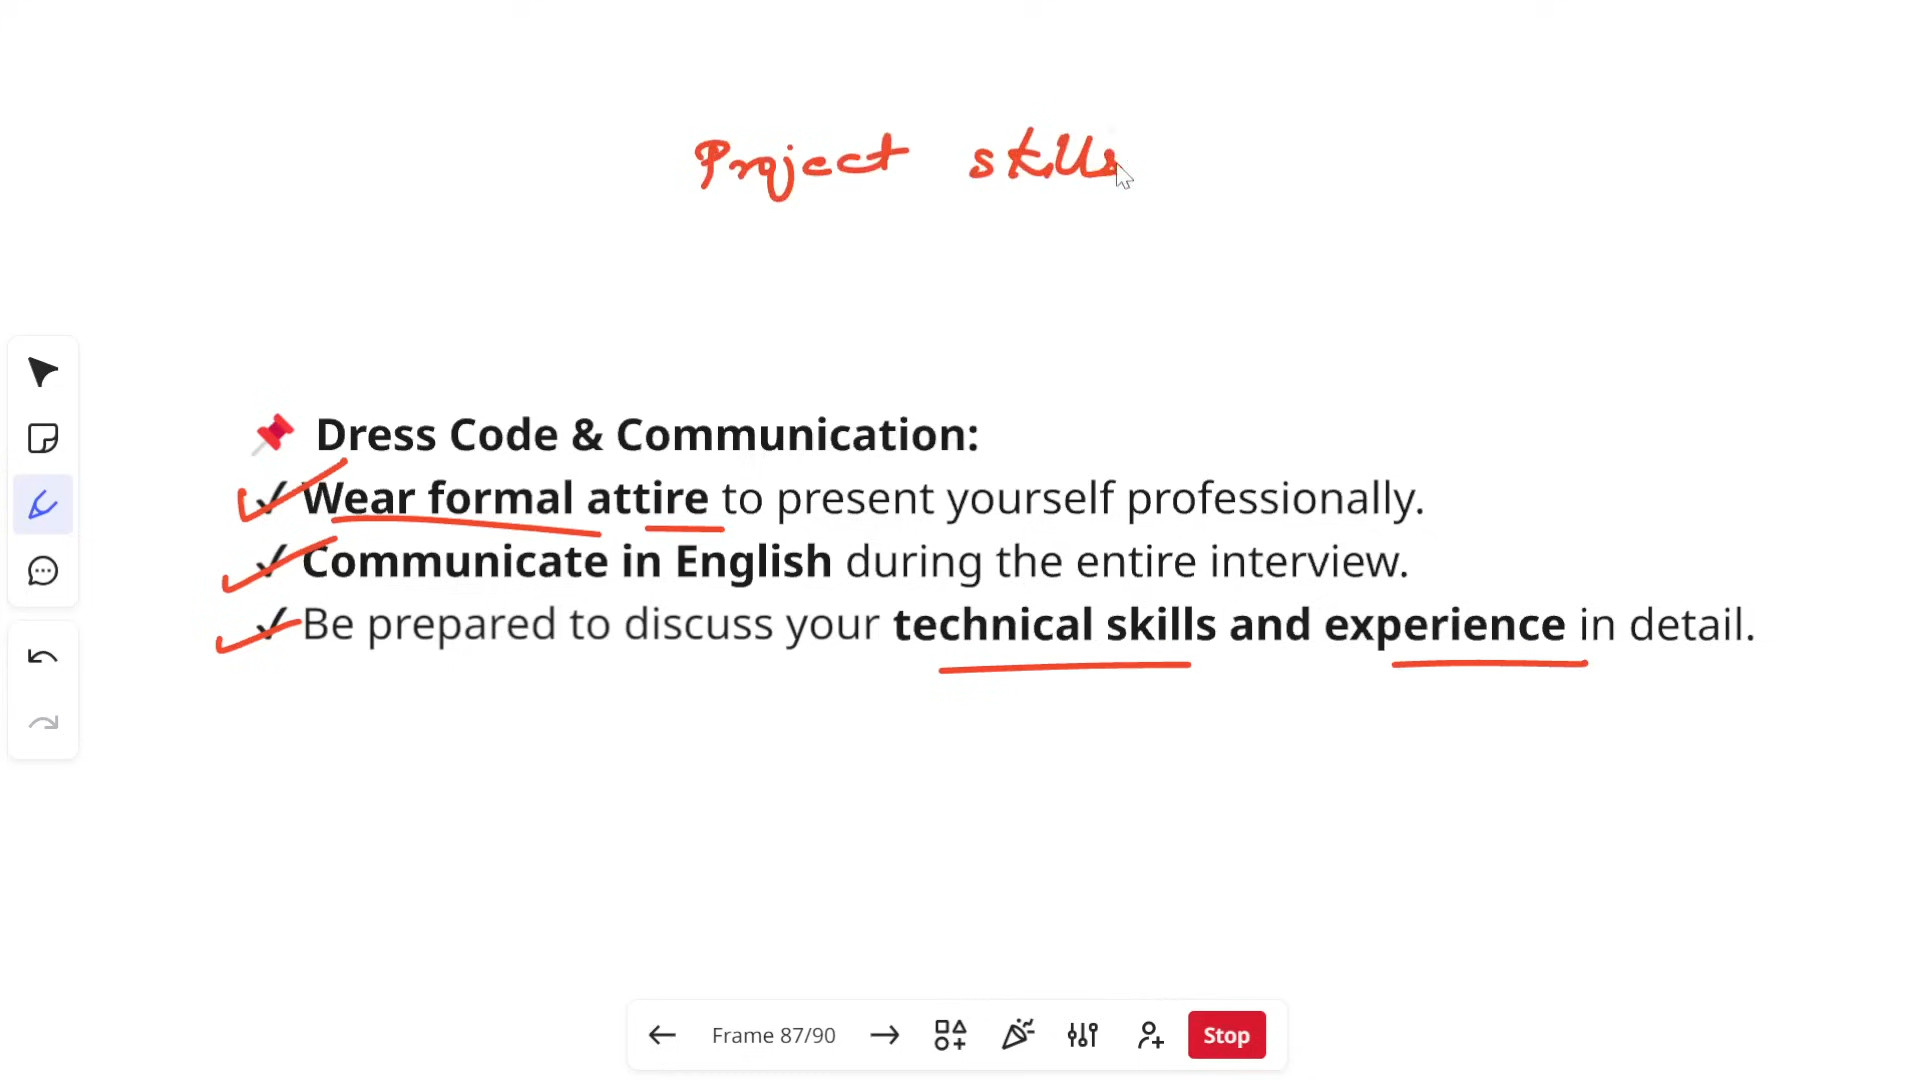 Project skills
📌 Dress Code & Communication:
✓ Wear formal attire to present yourself professionally.
✓ Communicate in English during the entire interview.
✓ Be prepared to discuss your technical skills and experience in detail.
Frame 87/90
Stop